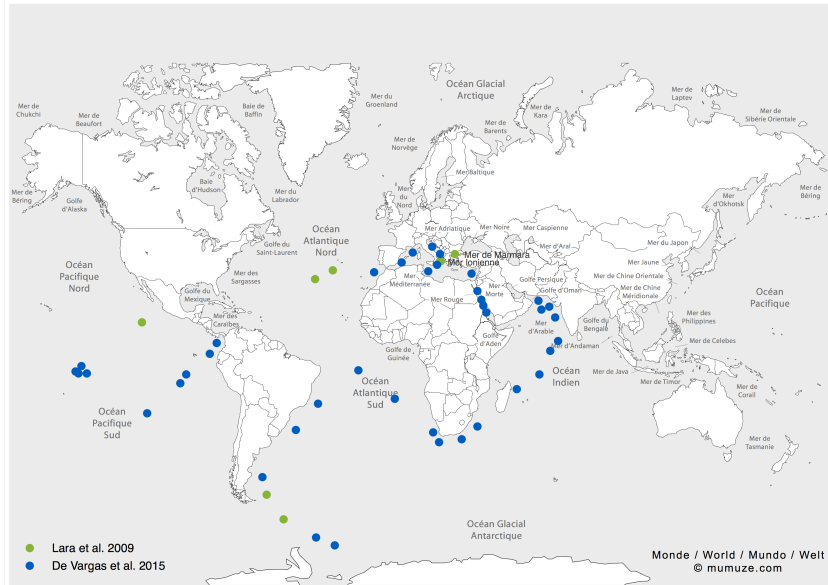 Océan Glacial
Arctique
Mer de
Chukchi
Mer de
Beaufort
Baie de
Baffin
Mer du
Groenland
Mer de
Barents
Mer de
Kara
Mer de
Laptev
Mer de
Sibérie Orientale
Mer de
Norvège
Mer de
Béring
Golfe
d'Alaska
Baie
d'Hudson
Mer du
Labrador
Mer
du
Nord
Mer Baltique
Mer
d'Okhotsk
Mer de
Béring
Océan
Atlantique
Nord
Golfe du
Saint-Laurent
Mer Adriatique
Mer Noire
Mer Caspienne
Mer d'Aral
Mer du Japon
Mer de Marmara
Mer Ionienne
Océan
Pacifique
Nord
Mer des
Sargasses
Mer
Méditerranée
Mer
Morte
Golfe Persique
Golfe d'Oman
Mer Jaune
Mer de Chine Orientale
Mer de Chine
Méridionale
Océan
Pacifique
Golfe du
Mexique
Mer des
Caraïbes
Mer Rouge
Mer
d'Arabie
Golfe du
Bengale
Mer des
Philippines
Golfe de
Guinée
Golfe
d'Aden
Mer d'Andaman
Mer de Celebes
Océan
Atlantique
Sud
Océan
Indien
Mer de Java
Mer de Timor
Mer de
Corail
Océan
Pacifique
Sud
Mer de
Tasmanie
Océan Glacial
Antarctique
Lara et al. 2009
De Vargas et al. 2015
Monde / World / Mundo / Welt
© mumuze.com